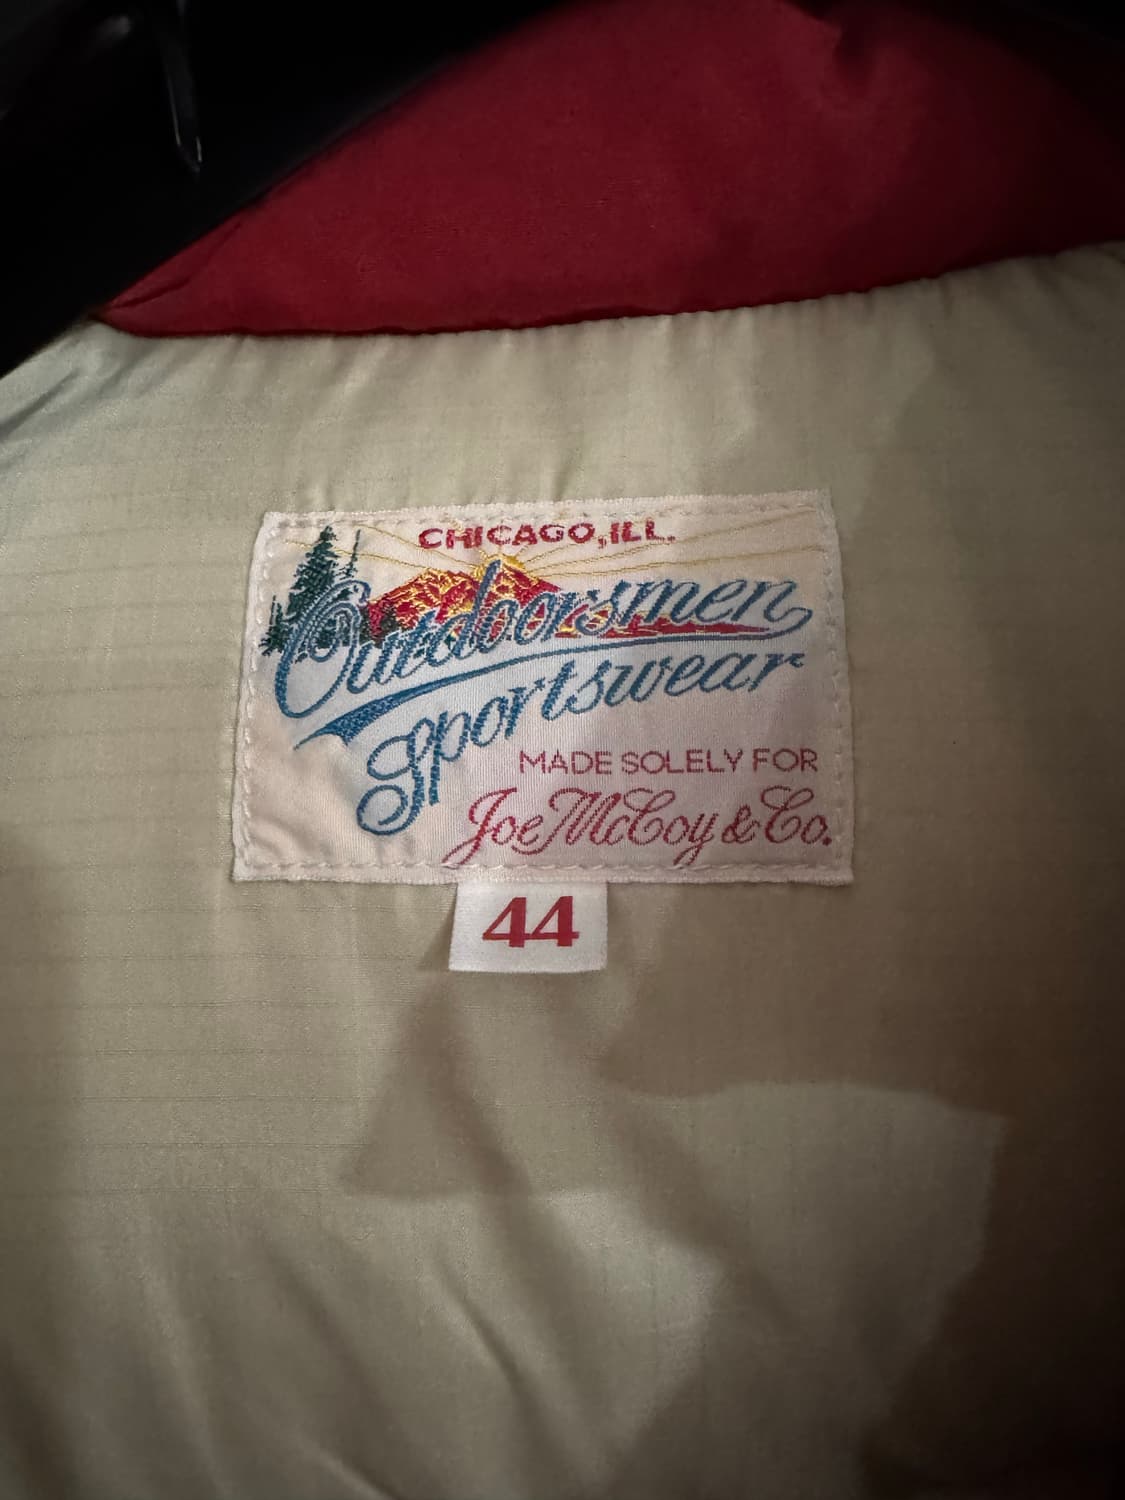 CHICAGO, ILL.
Outdoorsmen
Sportswear
MADE SOLELY FOR
Joe McCoy & Co.
44